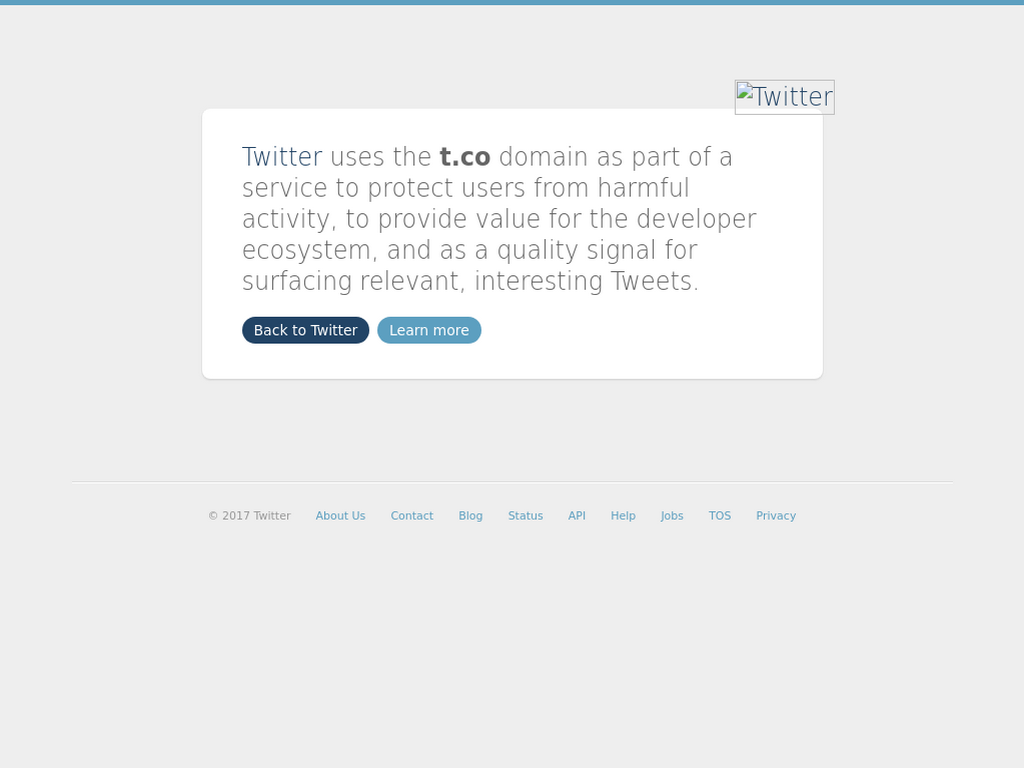 Twitter
Twitter uses the t.co domain as part of a
service to protect users from harmful
activity, to provide value for the developer
ecosystem, and as a quality signal for
surfacing relevant, interesting Tweets.
Back to Twitter Learn more
© 2017 Twitter About Us Contact Blog Status API Help Jobs TOS Privacy